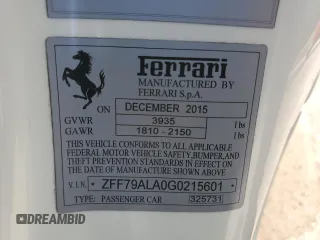 Ferrari
MANUFACTURED BY
FERRARI S.p.A.
ON DECEMBER 2015
GVWR 3935 lbs
GAWR 1810 - 2150 lbs
THIS VEHICLE CONFORMS TO ALL APPLICABLE
FEDERAL MOTOR VEHICLE SAFETY, BUMPER, AND
THEFT PREVENTION STANDARDS IN EFFECT ON THE
DATE OF MANUFACTURE SHOWN ABOVE
V.I.N. * ZFF79ALA0G0215601 *
TYPE: PASSENGER CAR 325731
DREAMBID